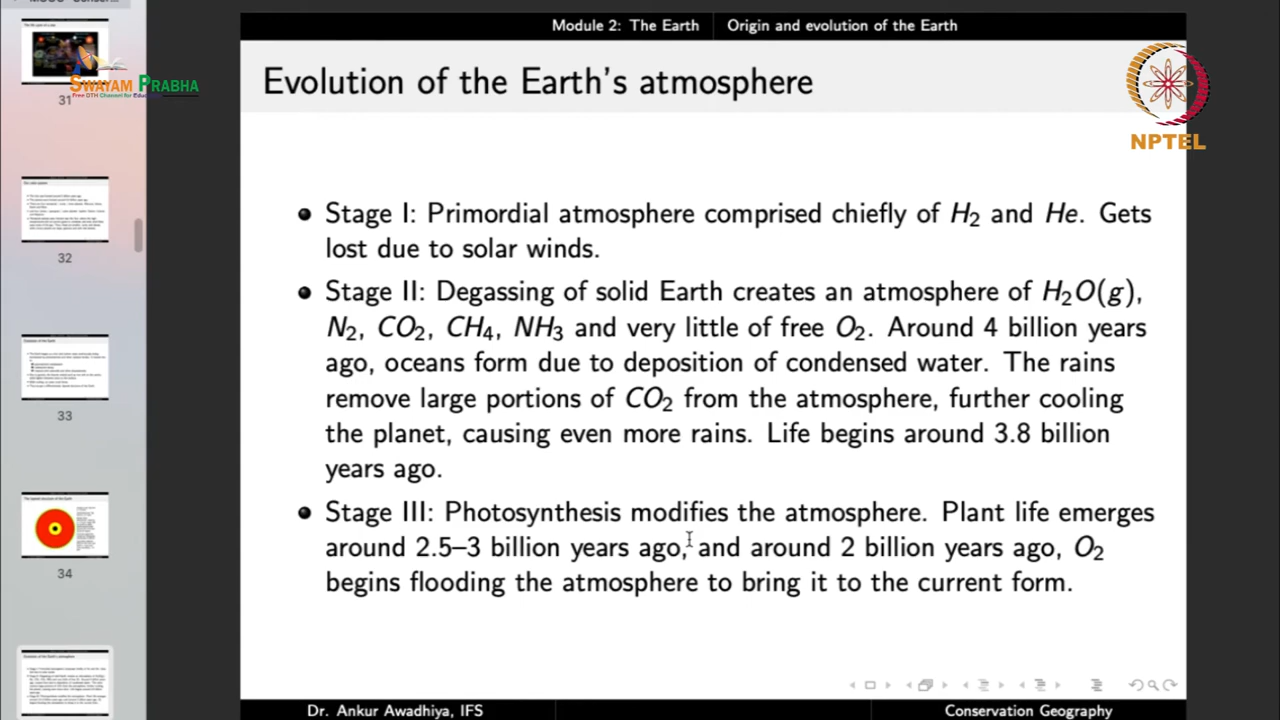 Module 2: The Earth
Origin and evolution of the Earth
Evolution of the Earth's atmosphere
SWAYAM PRABHA
NPTEL
31
32
33
34
Stage I: Primordial atmosphere comprised chiefly of H₂ and He. Gets
lost due to solar winds.
Stage II: Degassing of solid Earth creates an atmosphere of H₂O(g),
N₂, CO₂, CH₄, NH₃ and very little of free O₂. Around 4 billion years
ago, oceans form due to deposition of condensed water. The rains
remove large portions of CO₂ from the atmosphere, further cooling
the planet, causing even more rains. Life begins around 3.8 billion
years ago.
Stage III: Photosynthesis modifies the atmosphere. Plant life emerges
around 2.5–3 billion years ago, and around 2 billion years ago, O₂
begins flooding the atmosphere to bring it to the current form.
Dr. Ankur Awadhiya, IFS
Conservation Geography